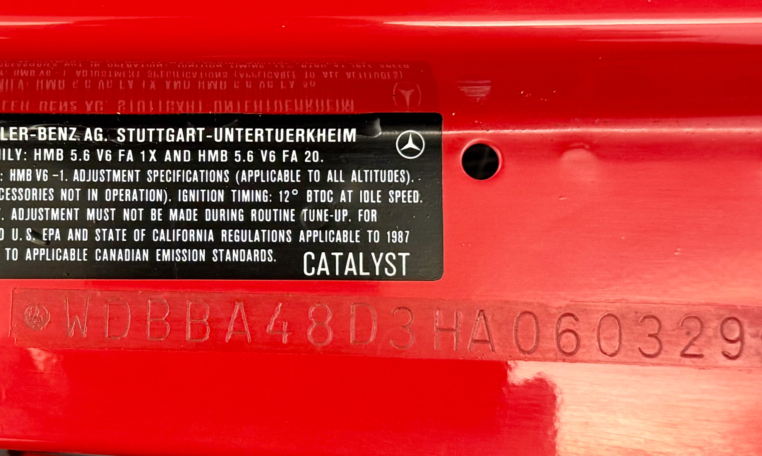 LER-BENZ AG. STUTTGART-UNTERTUERKHEIM
ILY: HMB 5.6 V6 FA 1X AND HMB 5.6 V6 FA 20.
: HMB V6 -1. ADJUSTMENT SPECIFICATIONS (APPLICABLE TO ALL ALTITUDES).
CESSORIES NOT IN OPERATION). IGNITION TIMING: 12° BTDC AT IDLE SPEED.
. ADJUSTMENT MUST NOT BE MADE DURING ROUTINE TUNE-UP. FOR
O U.S. EPA AND STATE OF CALIFORNIA REGULATIONS APPLICABLE TO 1987
TO APPLICABLE CANADIAN EMISSION STANDARDS.
CATALYST
WDBBA48D3HA060329